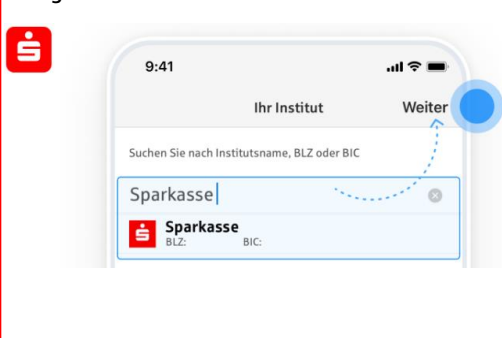 9:41
Ihr Institut Weiter
Suchen Sie nach Institutsname, BLZ oder BIC
Sparkasse
Sparkasse
BLZ: BIC: